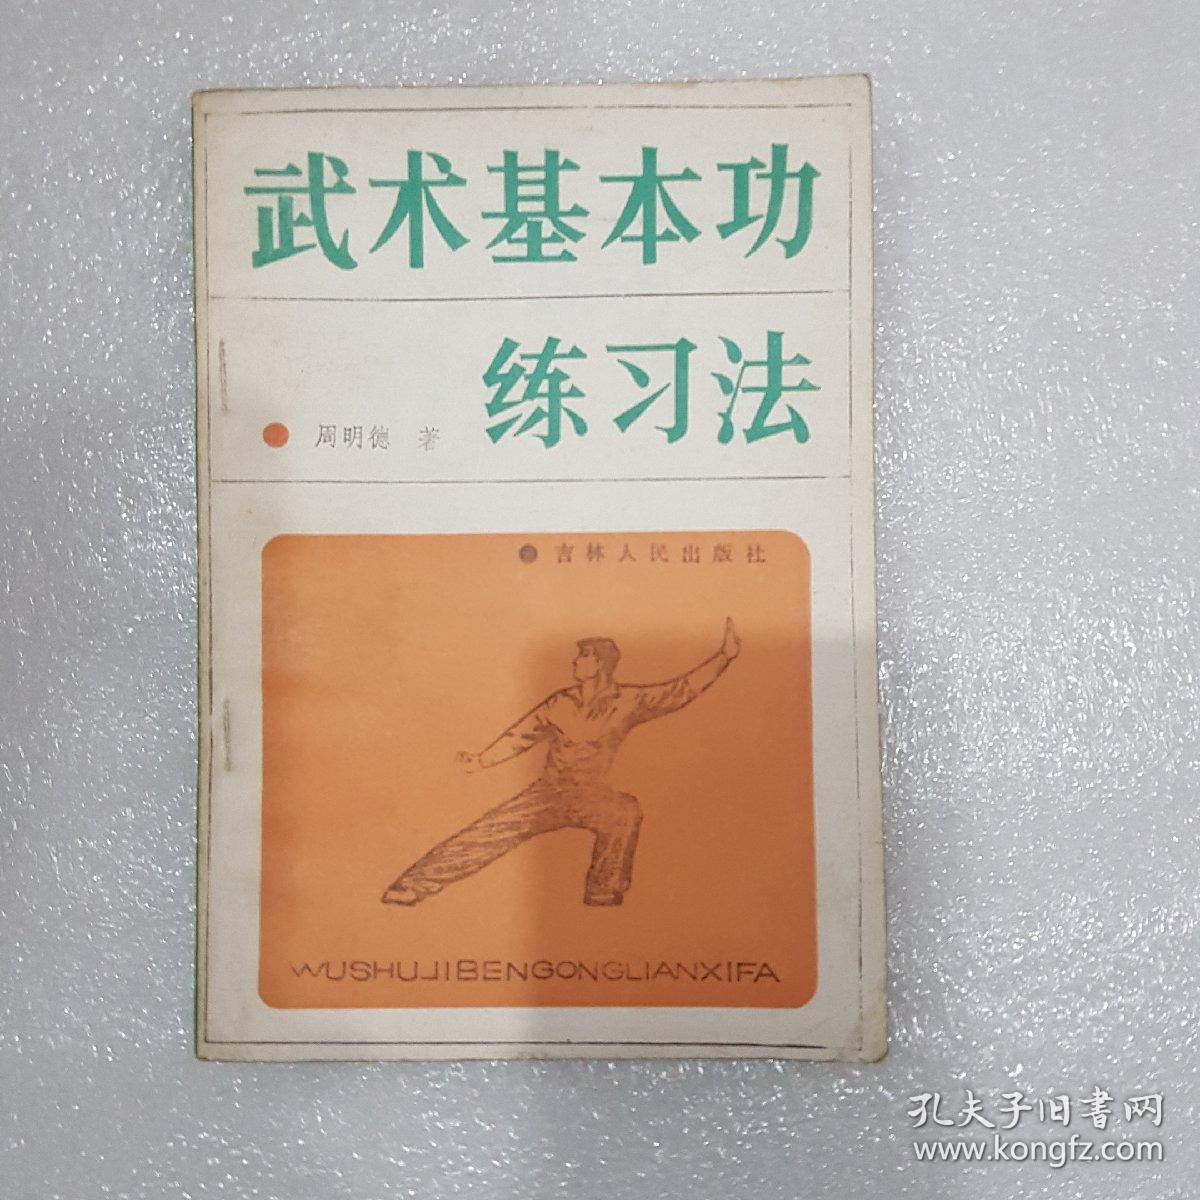 武术基本功
练习法
周明德 著
吉林人民出版社
WUSHUJIBENGONGLIANXIFA
孔夫子旧書网
www.kongfz.com